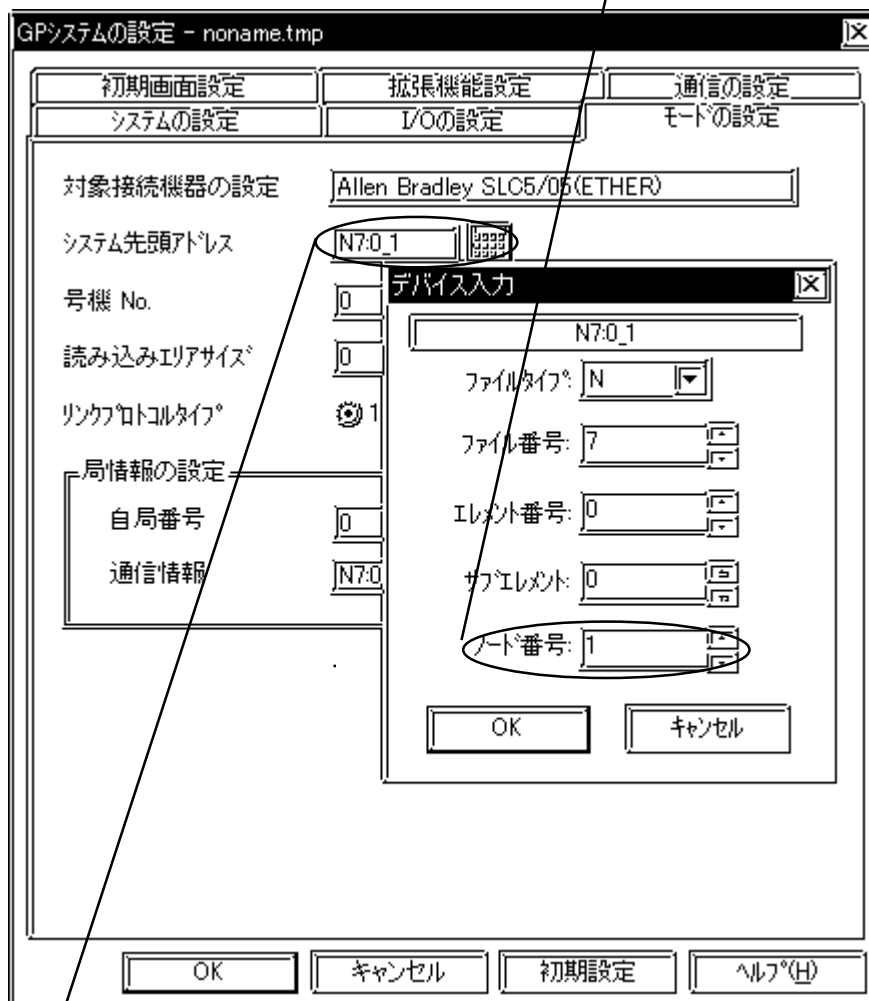 GPシステムの設定 - noname.tmp
初期画面設定 拡張機能設定 通信の設定
システムの設定 I/Oの設定 モードの設定
対象接続機器の設定 Allen Bradley SLC5/05(ETHER)
システム先頭アドレス N7:0_1
号機 No. 0
読み込みエリアサイズ 0
リンクプロトコルタイプ 1
局情報の設定
自局番号 0
通信情報 N7:0
デバイス入力
N7:0_1
ファイルタイプ: N
ファイル番号: 7
エレメント番号: 0
サブエレメント: 0
ノード番号: 1
OK キャンセル
OK キャンセル 初期設定 ヘルプ(H)